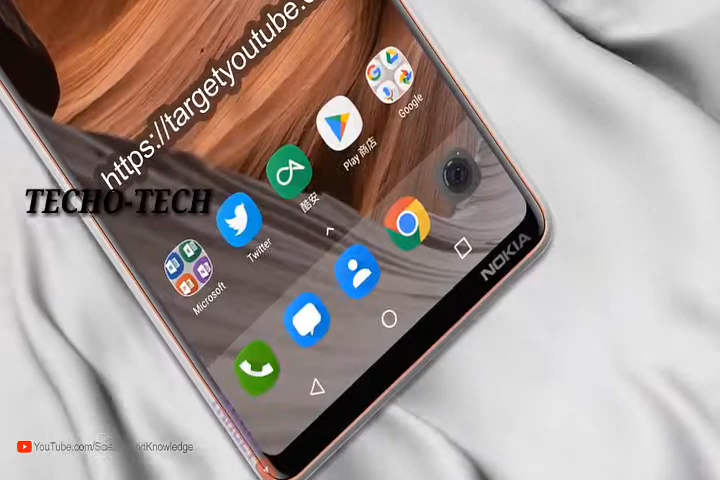 https://targetyoutube.
TECHO-TECH
Google
Play 商店
酷安
Twitter
Microsoft
NOKIA
YouTube.com/
Knowledge